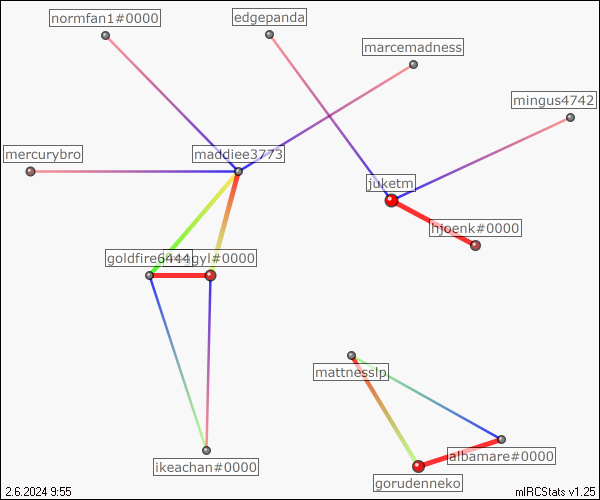 normfan1#0000
edgepanda
marcemadness
mingus4742
mercurybro
maddiee3773
juketm
hjoenk#0000
goldfire6444
gyl#0000
mattnesslp
albamare#0000
ikeachan#0000
gorudenneko
2.6.2024 9:55
mIRCStats v1.25